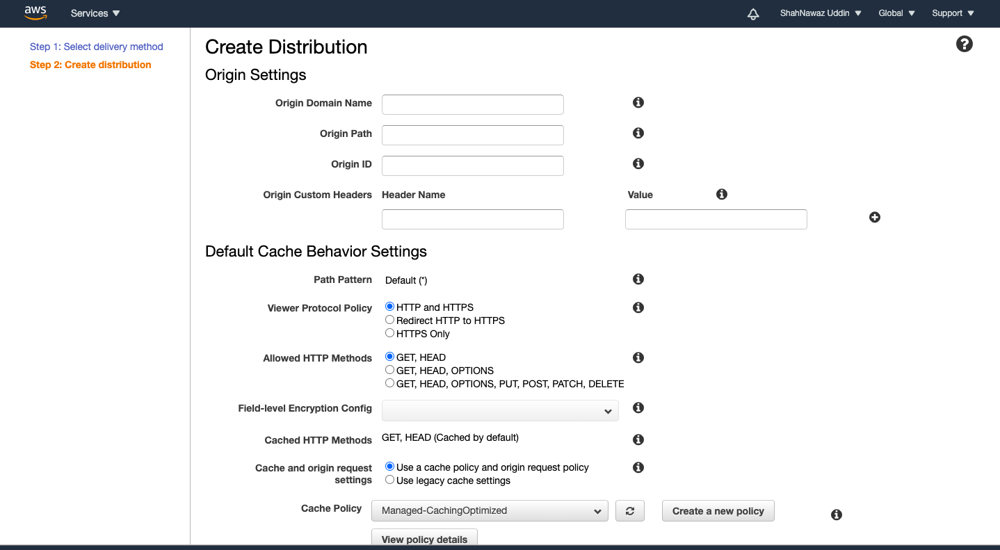 aws Services ShahNawaz Uddin Global Support
Step 1: Select delivery method
Step 2: Create distribution
Create Distribution
Origin Settings
Origin Domain Name
Origin Path
Origin ID
Origin Custom Headers Header Name Value
Default Cache Behavior Settings
Path Pattern Default (*)
Viewer Protocol Policy HTTP and HTTPS
Redirect HTTP to HTTPS
HTTPS Only
Allowed HTTP Methods GET, HEAD
GET, HEAD, OPTIONS
GET, HEAD, OPTIONS, PUT, POST, PATCH, DELETE
Field-level Encryption Config
Cached HTTP Methods GET, HEAD (Cached by default)
Cache and origin request settings Use a cache policy and origin request policy
Use legacy cache settings
Cache Policy Managed-CachingOptimized Create a new policy
View policy details